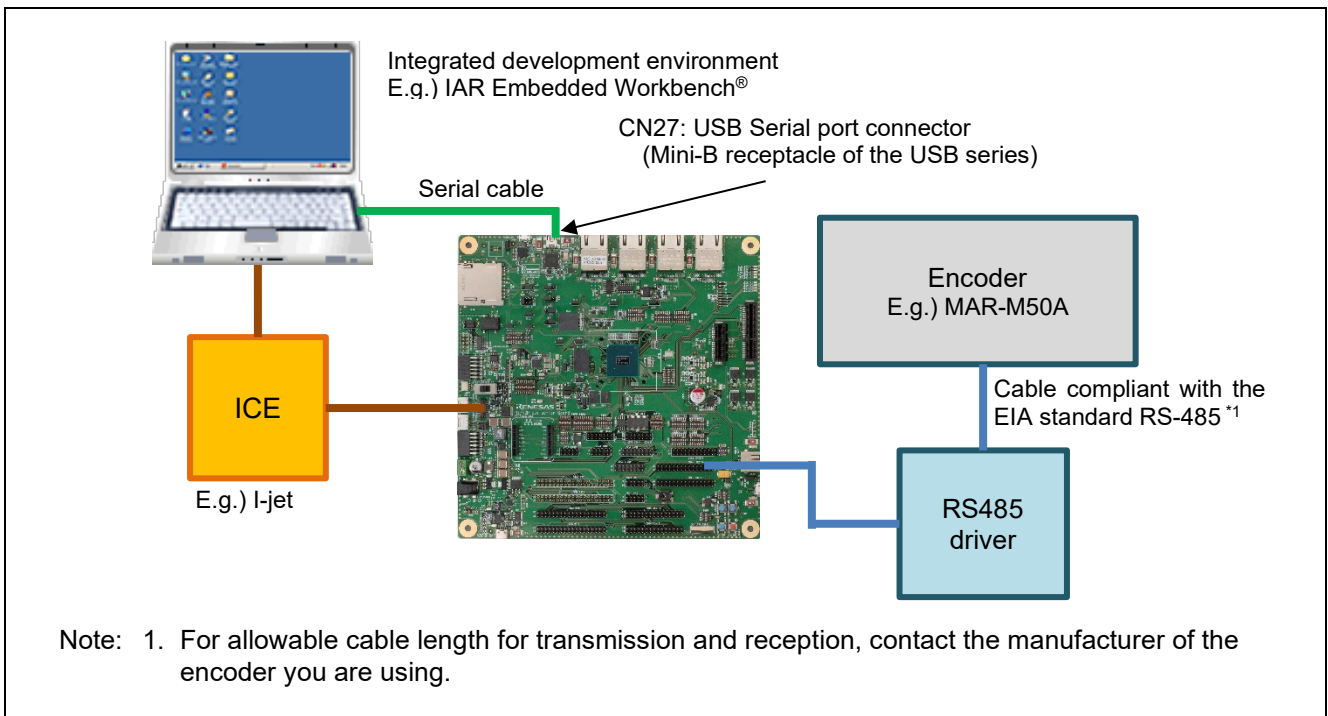 Integrated development environment
E.g.) IAR Embedded Workbench®
CN27: USB Serial port connector
(Mini-B receptacle of the USB series)
Serial cable
Encoder
E.g.) MAR-M50A
Cable compliant with the
EIA standard RS-485 *1
ICE
E.g.) I-jet
RENESAS
RS485
driver
Note: 1. For allowable cable length for transmission and reception, contact the manufacturer of the
encoder you are using.